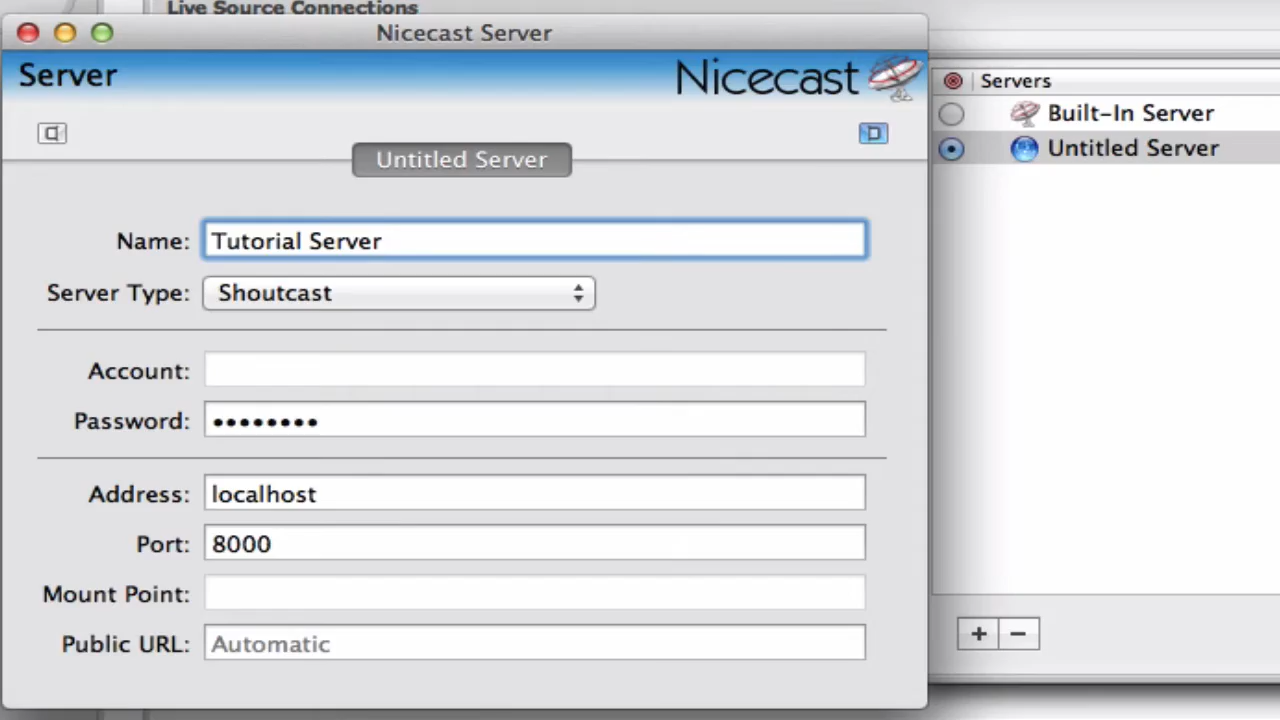 Live Source Connections
Nicecast Server
Server
Nicecast
Untitled Server
Name: Tutorial Server
Server Type: Shoutcast
Account:
Password: ••••••••
Address: localhost
Port: 8000
Mount Point:
Public URL: Automatic
Servers
Built-In Server
Untitled Server
+ −